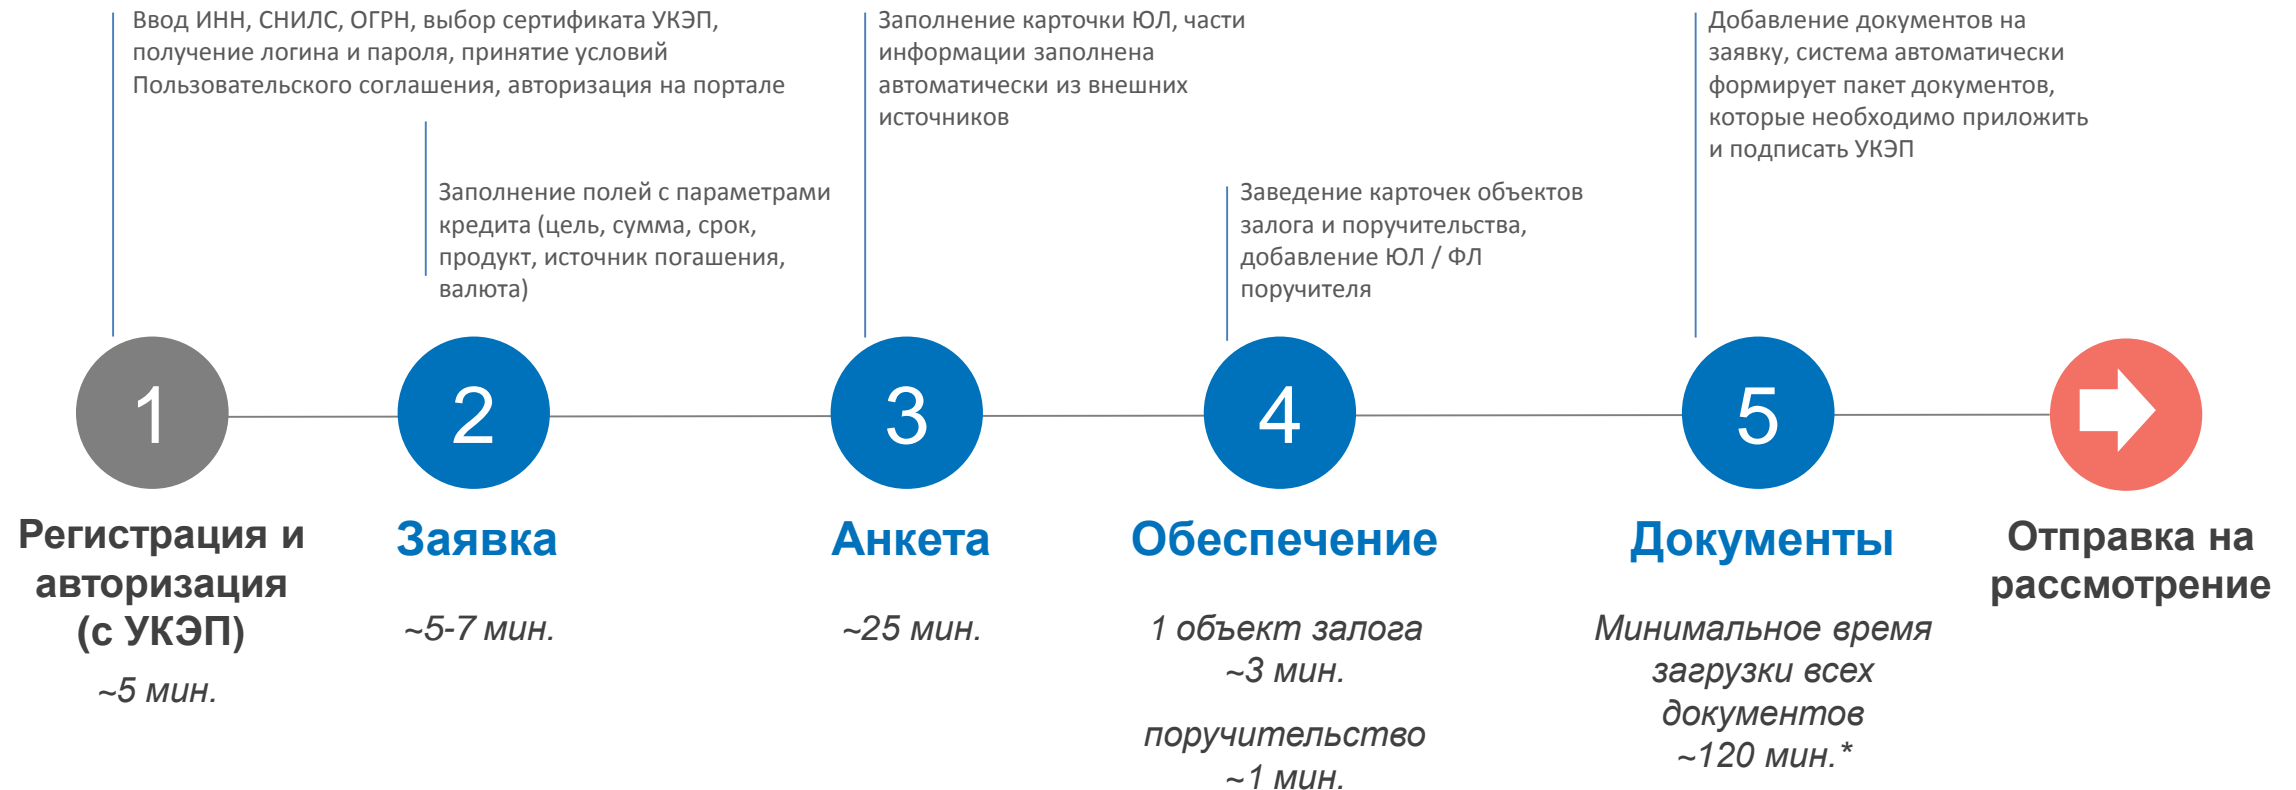 Ввод ИНН, СНИЛС, ОГРН, выбор сертификата УКЭП,
получение логина и пароля, принятие условий
Пользовательского соглашения, авторизация на портале
Заполнение полей с параметрами
кредита (цель, сумма, срок,
продукт, источник погашения,
валюта)
Заполнение карточки ЮЛ, части
информации заполнена
автоматически из внешних
источников
Заведение карточек объектов
залога и поручительства,
добавление ЮЛ / ФЛ
поручителя
Добавление документов на
заявку, система автоматически
формирует пакет документов,
которые необходимо приложить
и подписать УКЭП
1
2
3
4
5
Регистрация и
авторизация
(с УКЭП)
~5 мин.
Заявка
~5-7 мин.
Анкета
~25 мин.
Обеспечение
1 объект залога
~3 мин.
поручительство
~1 мин.
Документы
Минимальное время
загрузки всех
документов
~120 мин.*
Отправка на
рассмотрение